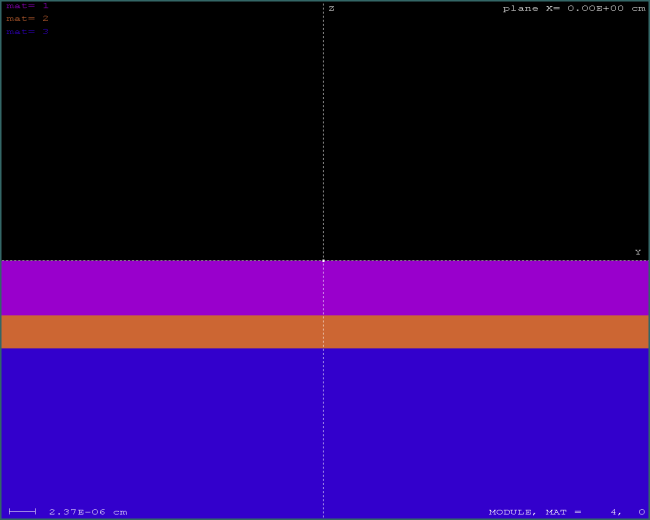 mat= 1
Z
plane X= 0.00E+00 cm
mat= 2
mat= 3
Y
2.37E-06 cm
MODULE, MAT = 4, 0